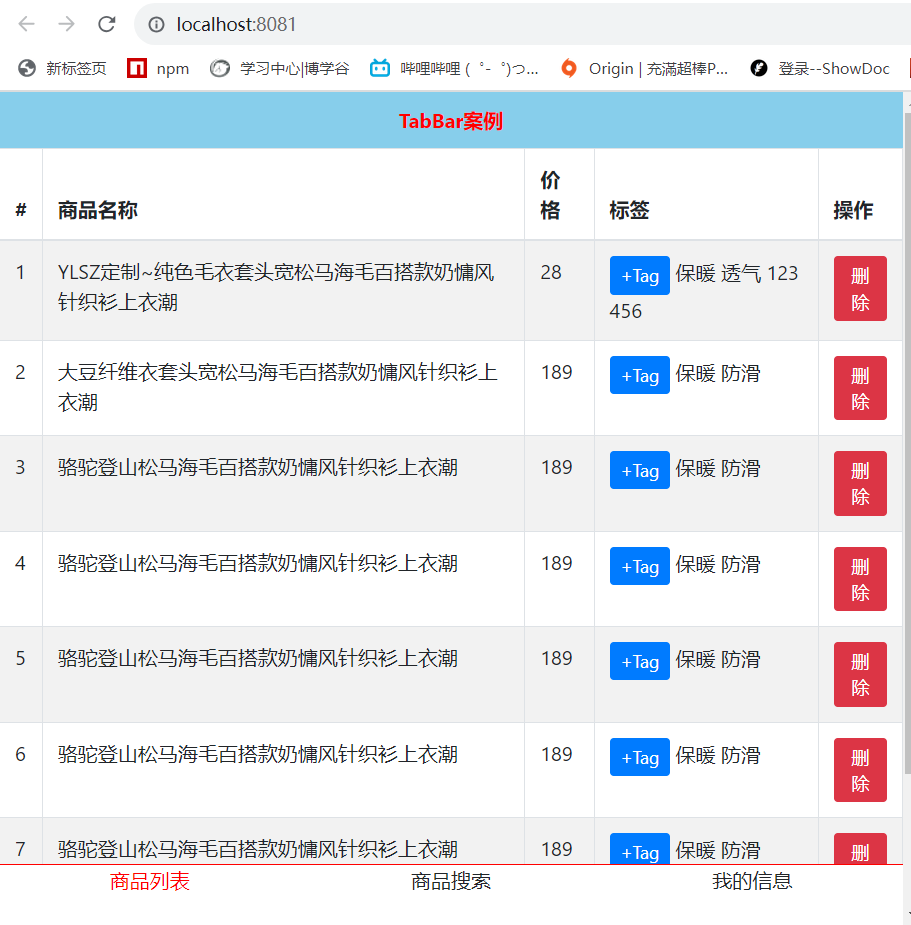 localhost:8081
新标签页 npm 学习中心|博学谷 哔哩哔哩 (゜-゜)つ... Origin | 充滿超棒P... 登录--ShowDoc
TabBar案例
# 商品名称 价格 标签 操作
1 YLSZ定制~纯色毛衣套头宽松马海毛百搭款奶慵风 28 +Tag 保暖 透气 123 删
针织衫上衣潮 456 除
2 大豆纤维衣套头宽松马海毛百搭款奶慵风针织衫上 189 +Tag 保暖 防滑 删
衣潮 除
3 骆驼登山松马海毛百搭款奶慵风针织衫上衣潮 189 +Tag 保暖 防滑 删
除
4 骆驼登山松马海毛百搭款奶慵风针织衫上衣潮 189 +Tag 保暖 防滑 删
除
5 骆驼登山松马海毛百搭款奶慵风针织衫上衣潮 189 +Tag 保暖 防滑 删
除
6 骆驼登山松马海毛百搭款奶慵风针织衫上衣潮 189 +Tag 保暖 防滑 删
除
7 骆驼登山松马海毛百搭款奶慵风针织衫上衣潮 189 +Tag 保暖 防滑 删
商品列表 商品搜索 我的信息